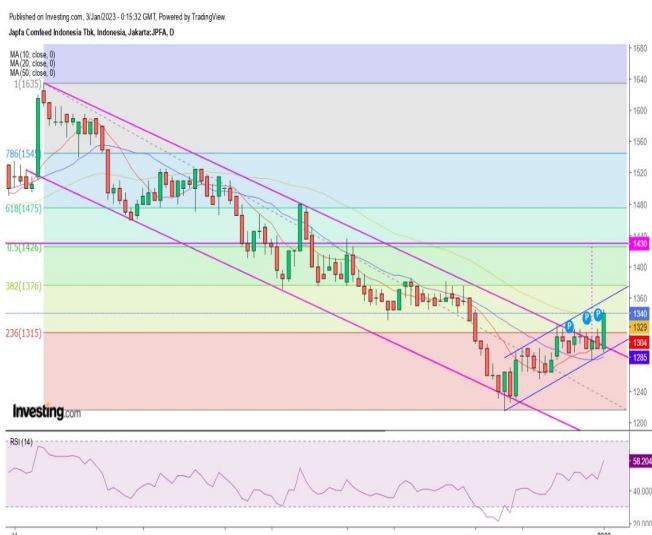 Published on Investing.com, 3/Jan/2023 - 0:15:32 GMT, Powered by TradingView.
Japfa Comfeed Indonesia Tbk, Indonesia, Jakarta:JPFA, D
MA (10, close, 0)
MA (20, close, 0)
MA (50, close, 0)
1(1635)
786(1545)
618(1475)
0.5(1426)
382(1376)
236(1315)
1680
1640
1600
1560
1520
1480
1440
1430
1400
1360
1340
1329
1304
1285
1240
1200
P
P
P
Investing.com
RSI (14)
58.204
40.000
20.000
2023